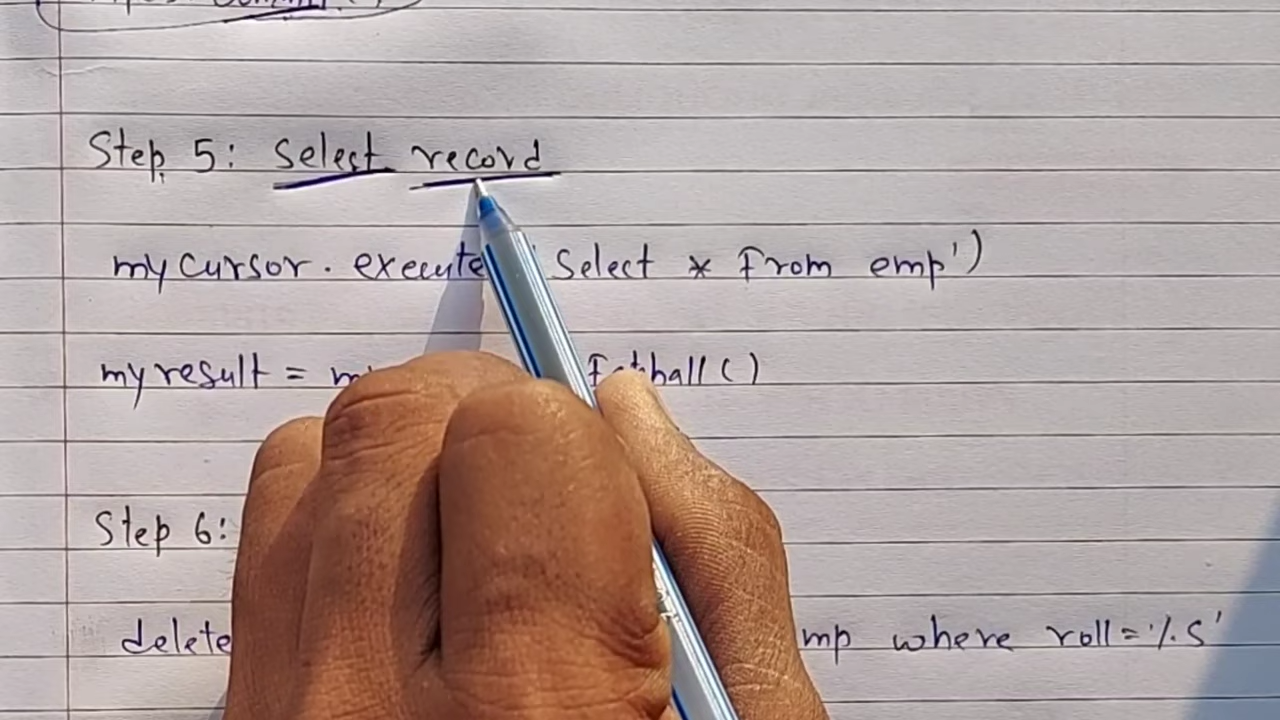 Step 5: Select record
mycursor.execute 'Select * from emp')
myresult = m fetchall()
Step 6:
delete mp where roll=%s'